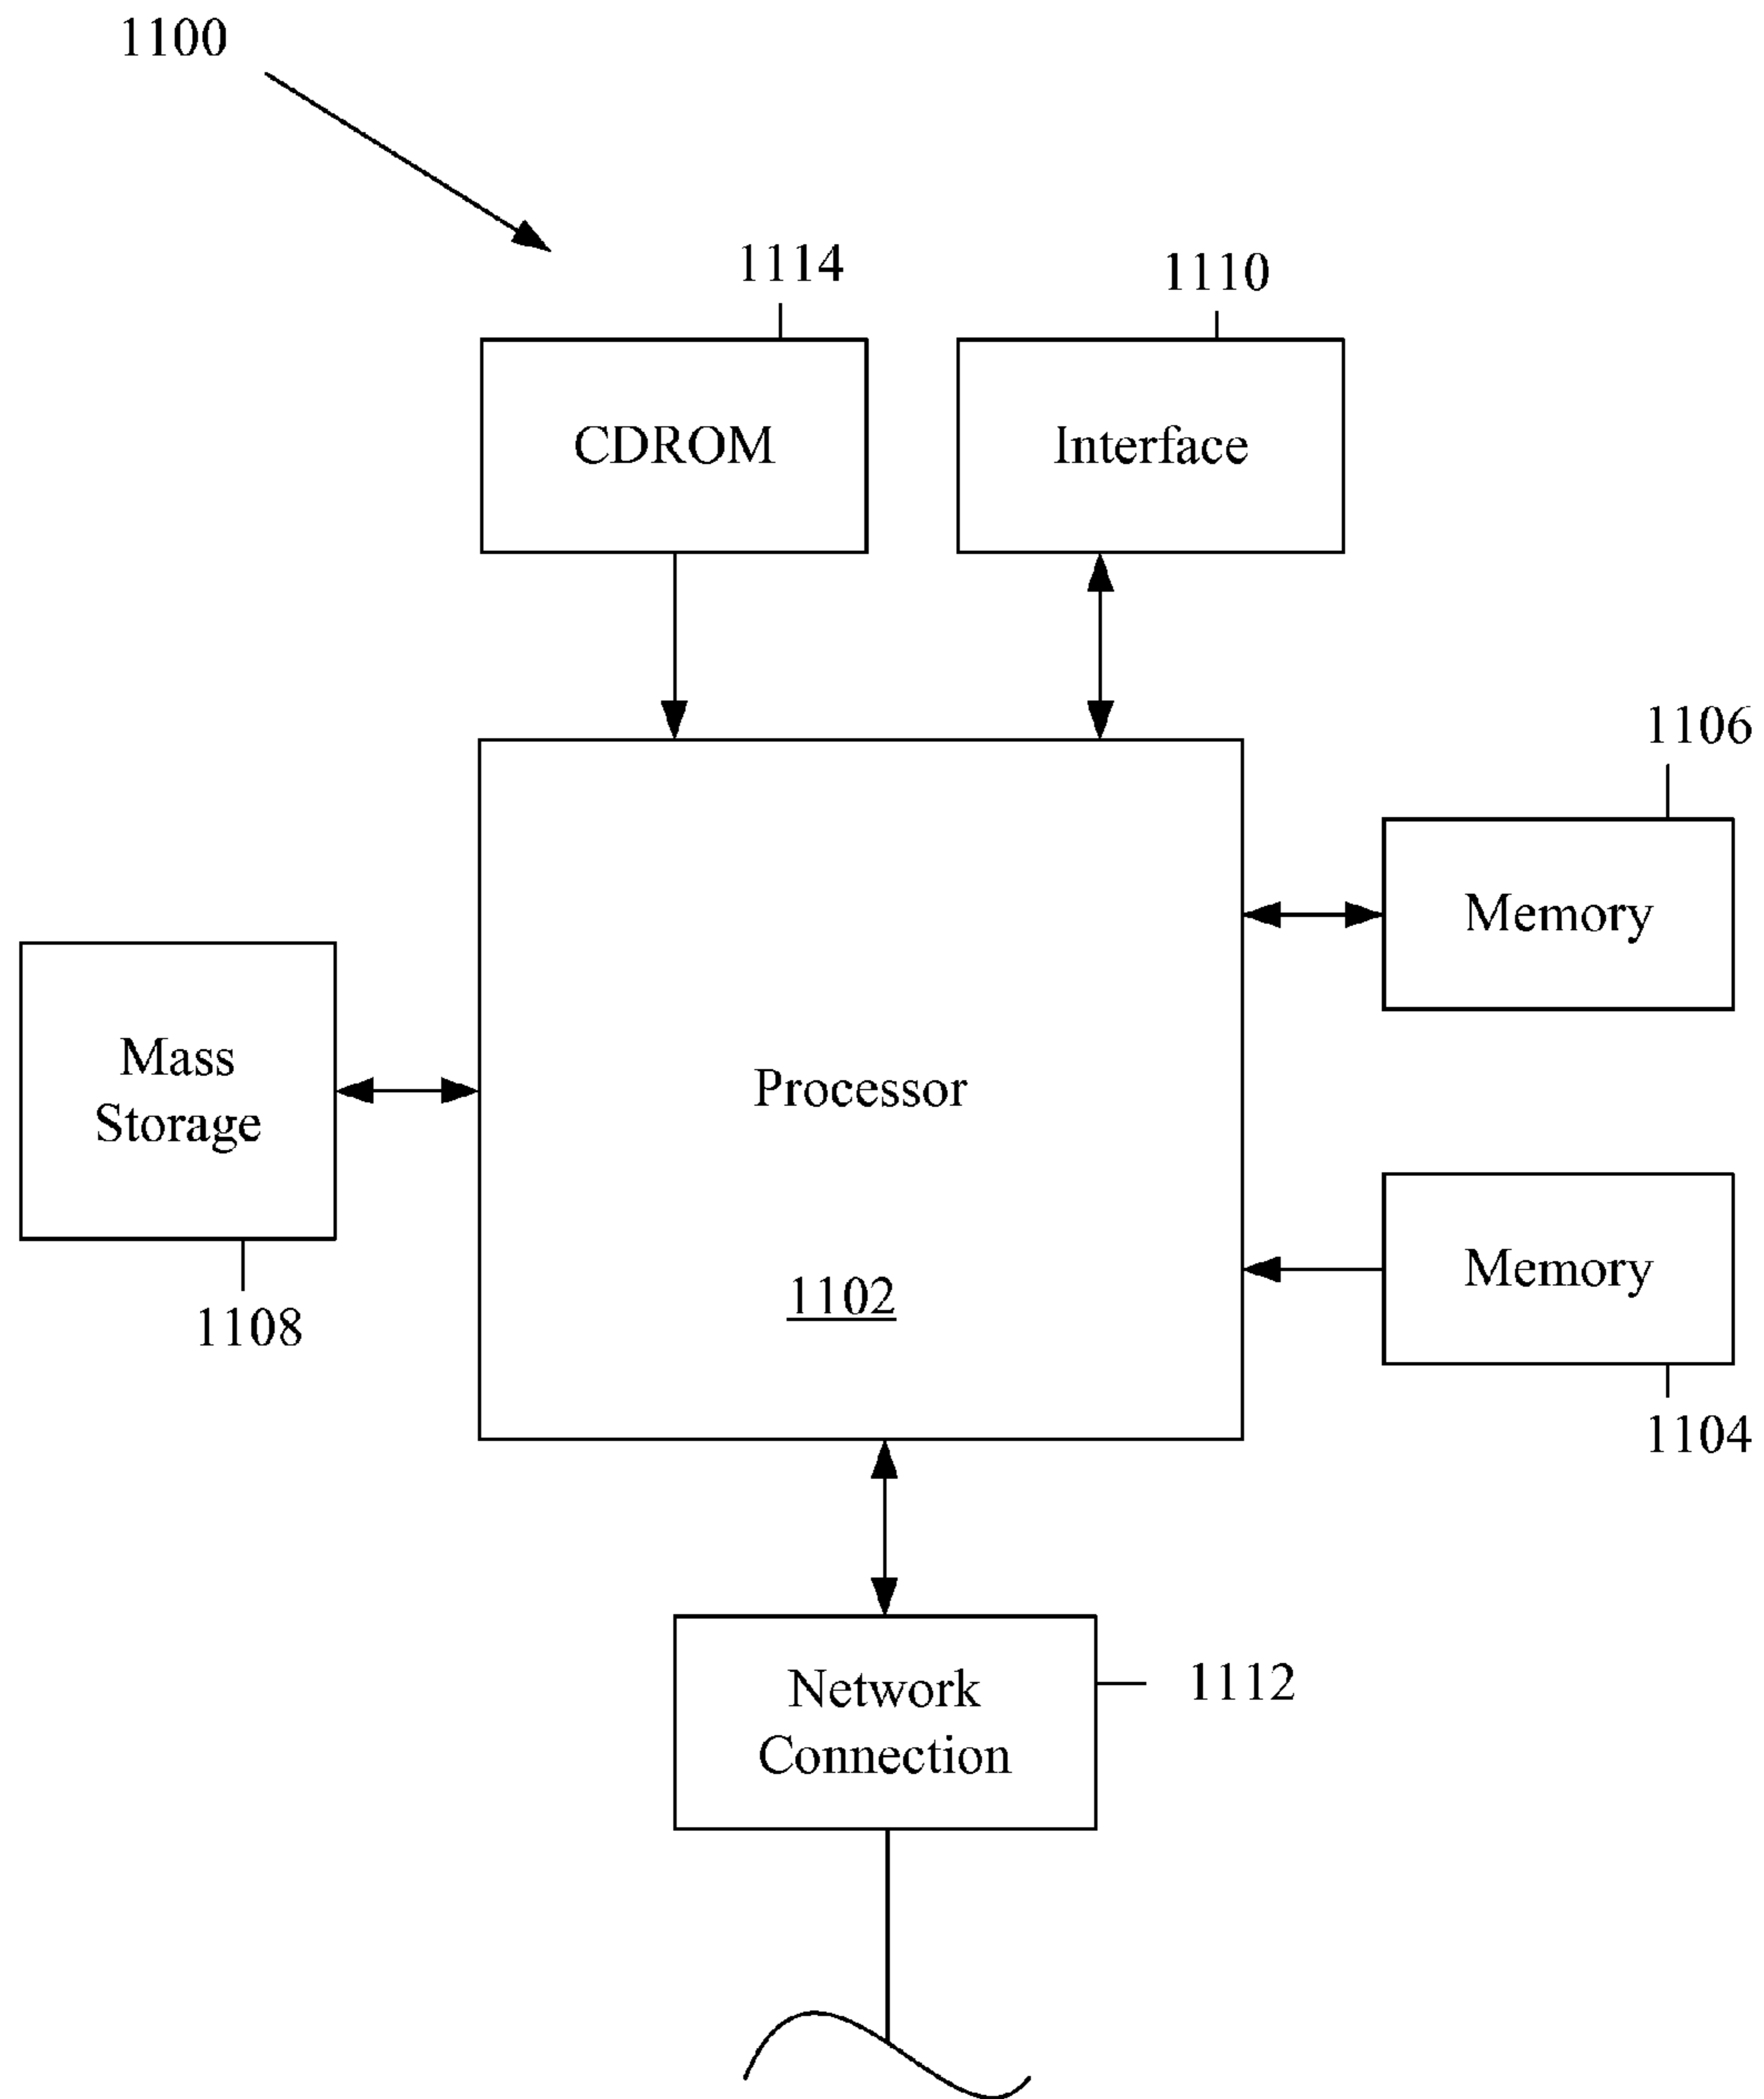 1100
1114
1110
CDROM
Interface
1106
Memory
Mass
Storage
1108
Processor
1102
Memory
1104
Network
Connection
1112